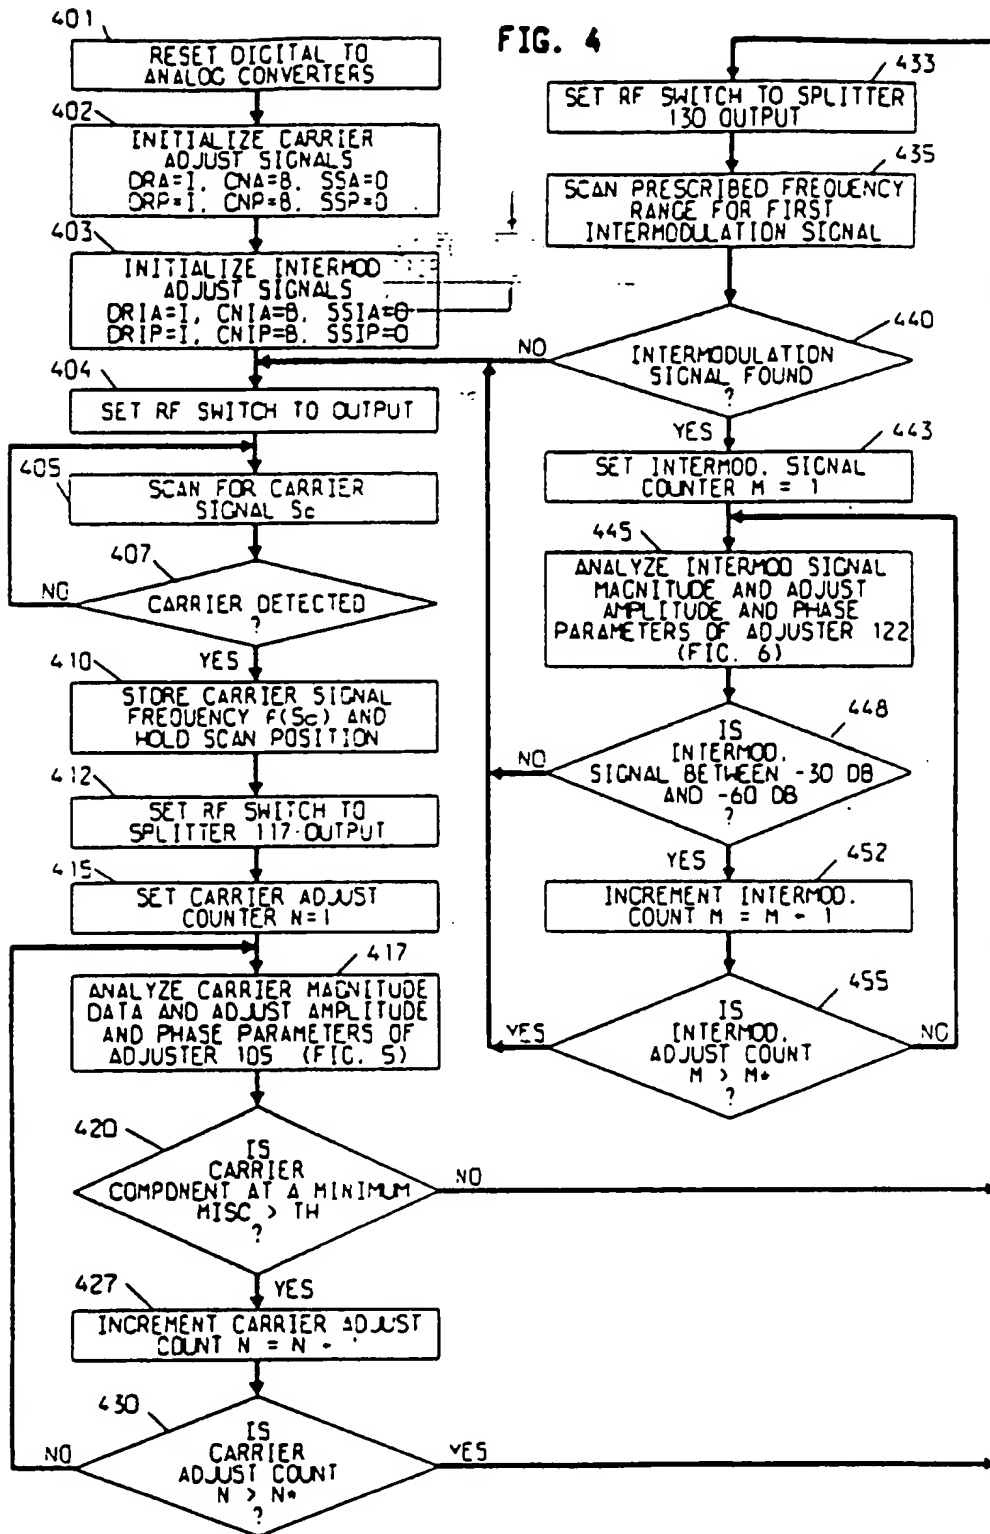 FIG. 4
401
RESET DIGITAL TO
ANALOG CONVERTERS
402
INITIALIZE CARRIER
ADJUST SIGNALS
DRA=I, CNA=B, SSA=0
DRP=I, CNP=B, SSP=0
403
INITIALIZE INTERMOD
ADJUST SIGNALS
DRIA=I, CNIA=B, SSIA=0
DRIP=I, CNIP=B, SSIP=0
404
SET RF SWITCH TO OUTPUT
405
SCAN FOR CARRIER
SIGNAL Sc
407
NO
CARRIER DETECTED
?
YES
410
STORE CARRIER SIGNAL
FREQUENCY f(Sc) AND
HOLD SCAN POSITION
412
SET RF SWITCH TO
SPLITTER 117 OUTPUT
415
SET CARRIER ADJUST
COUNTER N=1
417
ANALYZE CARRIER MAGNITUDE
DATA AND ADJUST AMPLITUDE
AND PHASE PARAMETERS OF
ADJUSTER 105 (FIG. 5)
420
IS
CARRIER
COMPONENT AT A MINIMUM
MISC > TH
?
NO
YES
427
INCREMENT CARRIER ADJUST
COUNT N = N
430
IS
CARRIER
ADJUST COUNT
N > N*
?
NO
YES
433
SET RF SWITCH TO SPLITTER
130 OUTPUT
435
SCAN PRESCRIBED FREQUENCY
RANGE FOR FIRST
INTERMODULATION SIGNAL
440
NO
INTERMODULATION
SIGNAL FOUND
?
YES
443
SET INTERMOD. SIGNAL
COUNTER M = 1
445
ANALYZE INTERMOD SIGNAL
MAGNITUDE AND ADJUST
AMPLITUDE AND PHASE
PARAMETERS OF ADJUSTER 122
(FIG. 6)
448
IS
INTERMOD.
SIGNAL BETWEEN -30 DB
AND -60 DB
?
NO
YES
452
INCREMENT INTERMOD.
COUNT M = M - 1
455
IS
INTERMOD.
ADJUST COUNT
M > M*
?
YES
NO